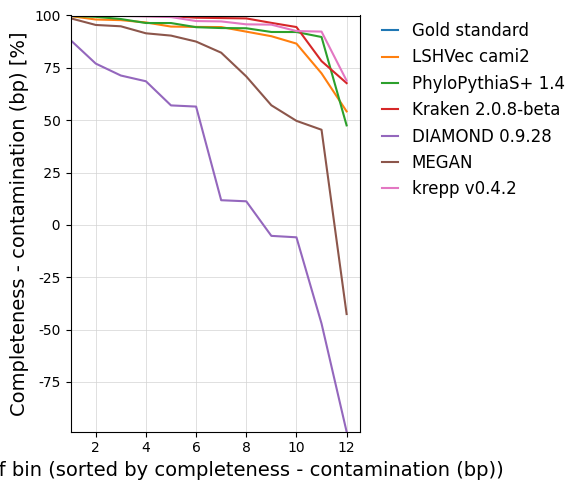 Completeness - contamination (bp) [%]
100
75
50
25
0
-25
-50
-75
2 4 6 8 10 12
f bin (sorted by completeness - contamination (bp))
Gold standard
LSHVec cami2
PhyloPythiaS+ 1.4
Kraken 2.0.8-beta
DIAMOND 0.9.28
MEGAN
krepp v0.4.2